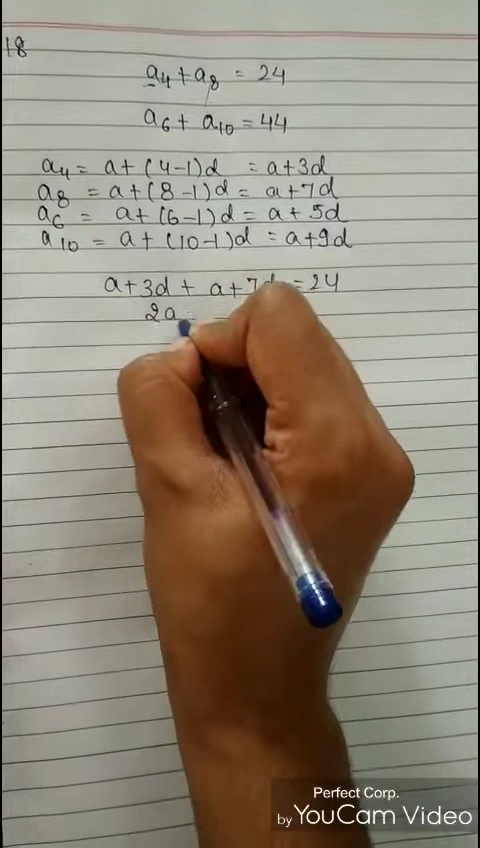 18
a₄ + a₈ = 24
a₆ + a₁₀ = 44
a₄ = a + (4-1)d = a+3d
a₈ = a + (8-1)d = a+7d
a₆ = a + (6-1)d = a+5d
a₁₀ = a + (10-1)d = a+9d
a+3d + a+7d = 24
2a
Perfect Corp.
by YouCam Video